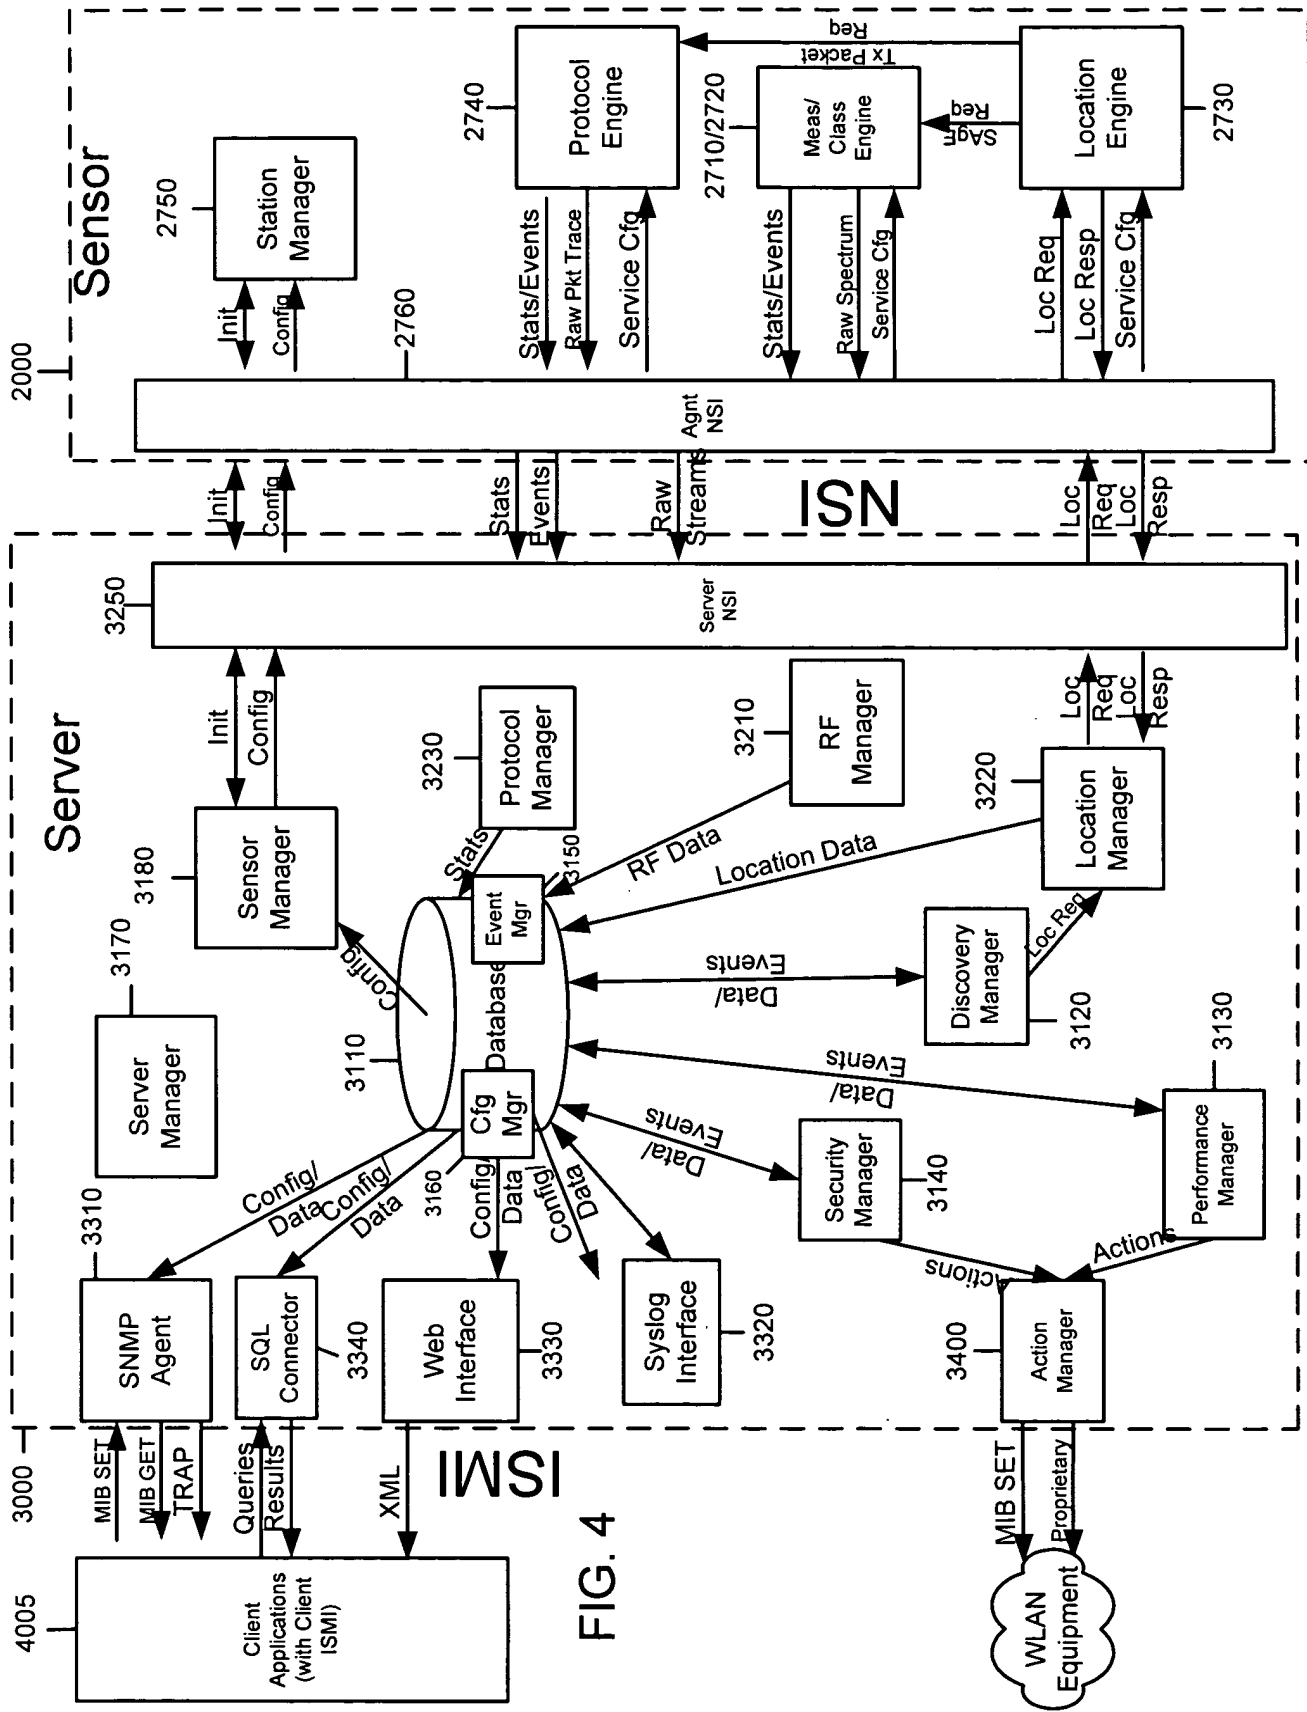 Sensor
2000
2750
Station
Manager
Init
Config
2760
2740
Protocol
Engine
Stats/Events
Raw Pkt Trace
Service Cfg
Tx Packet
Req
2710/2720
Meas/
Class
Engine
Stats/Events
Raw Spectrum
Service Cfg
SAgn
Req
Location
Engine
2730
Loc Req
Loc Resp
Service Cfg
Agnt
NSI
Init
Config
Stats
Events
Raw
Streams
NSI
Loc
Req
Loc
Resp
Server
3250
Server
NSI
Init
Config
3180
Sensor
Manager
3170
Server
Manager
3230
Protocol
Manager
Stats
3150
Event
Mgr
3210
RF
Manager
RF Data
3220
Location
Manager
Location Data
Loc
Req
Loc
Resp
Config
3110
Database
Cfg
Mgr
3160
Discovery
Manager
3120
Loc Req
Data/
Events
3130
Performance
Manager
Data/
Events
Security
Manager
3140
Data/
Events
Actions
Actions
3310
SNMP
Agent
Config/
Data
SQL
Connector
3340
Config/
Data
Web
Interface
3330
Config/
Data
Config/
Data
Syslog
Interface
3320
3400
Action
Manager
3000
MIB SET
MIB GET
TRAP
Queries
Results
XML
ISMI
MIB SET
Proprietary
4005
Client
Applications
(with Client
ISMI)
WLAN
Equipment
FIG. 4